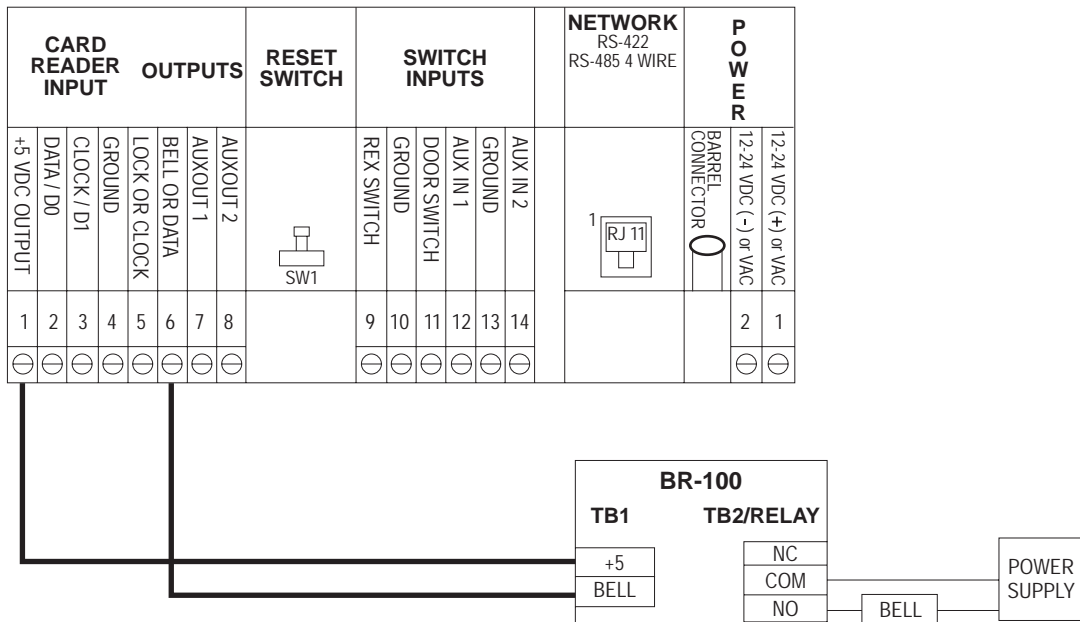 CARD READER INPUT
OUTPUTS
RESET SWITCH
SWITCH INPUTS
NETWORK
RS-422
RS-485 4 WIRE
POWER
+5 VDC OUTPUT
DATA / D0
CLOCK / D1
GROUND
LOCK OR CLOCK
BELL OR DATA
AUXOUT 1
AUXOUT 2
SW1
REX SWITCH
GROUND
DOOR SWITCH
AUX IN 1
GROUND
AUX IN 2
1
RJ 11
BARREL CONNECTOR
12-24 VDC (-) or VAC
12-24 VDC (+) or VAC
1 2 3 4 5 6 7 8 9 10 11 12 13 14 2 1
BR-100
TB1 TB2/RELAY
+5
BELL
NC
COM
NO
BELL
POWER
SUPPLY